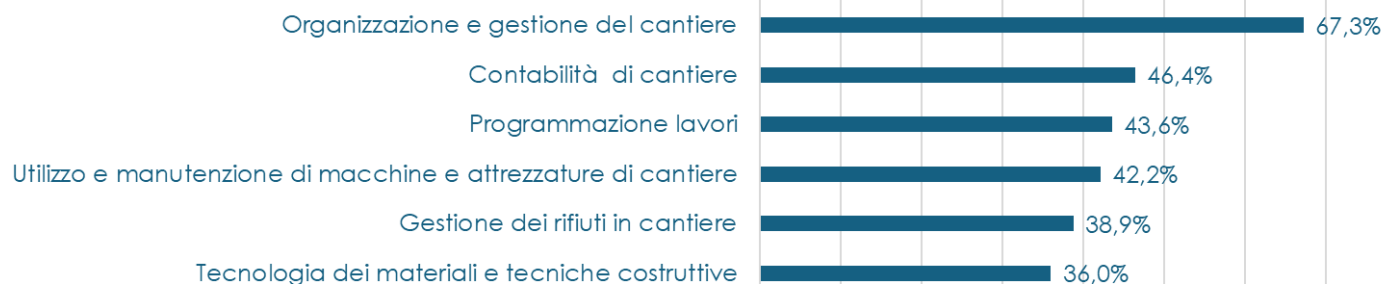 Organizzazione e gestione del cantiere 67,3%
Contabilità di cantiere 46,4%
Programmazione lavori 43,6%
Utilizzo e manutenzione di macchine e attrezzature di cantiere 42,2%
Gestione dei rifiuti in cantiere 38,9%
Tecnologia dei materiali e tecniche costruttive 36,0%